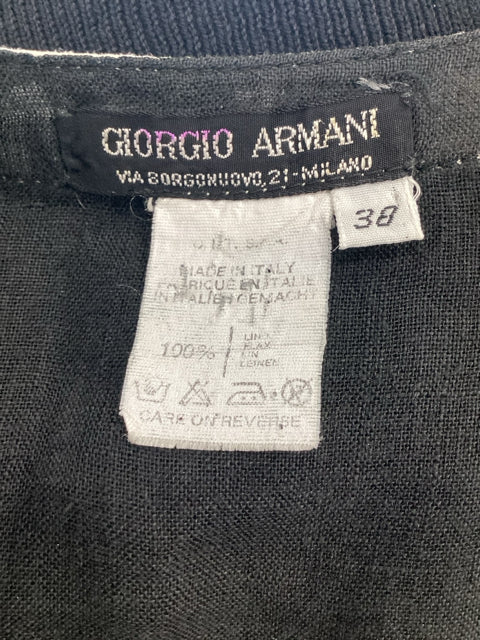 GIORGIO ARMANI
VIA BORGONUOVO, 21-MILANO
38
MADE IN ITALY
FABRIQUE EN ITALIE
IN ITALIEN GEMACHT
100%
LINO
FLAX
LIN
LEINEN
CARE ON REVERSE